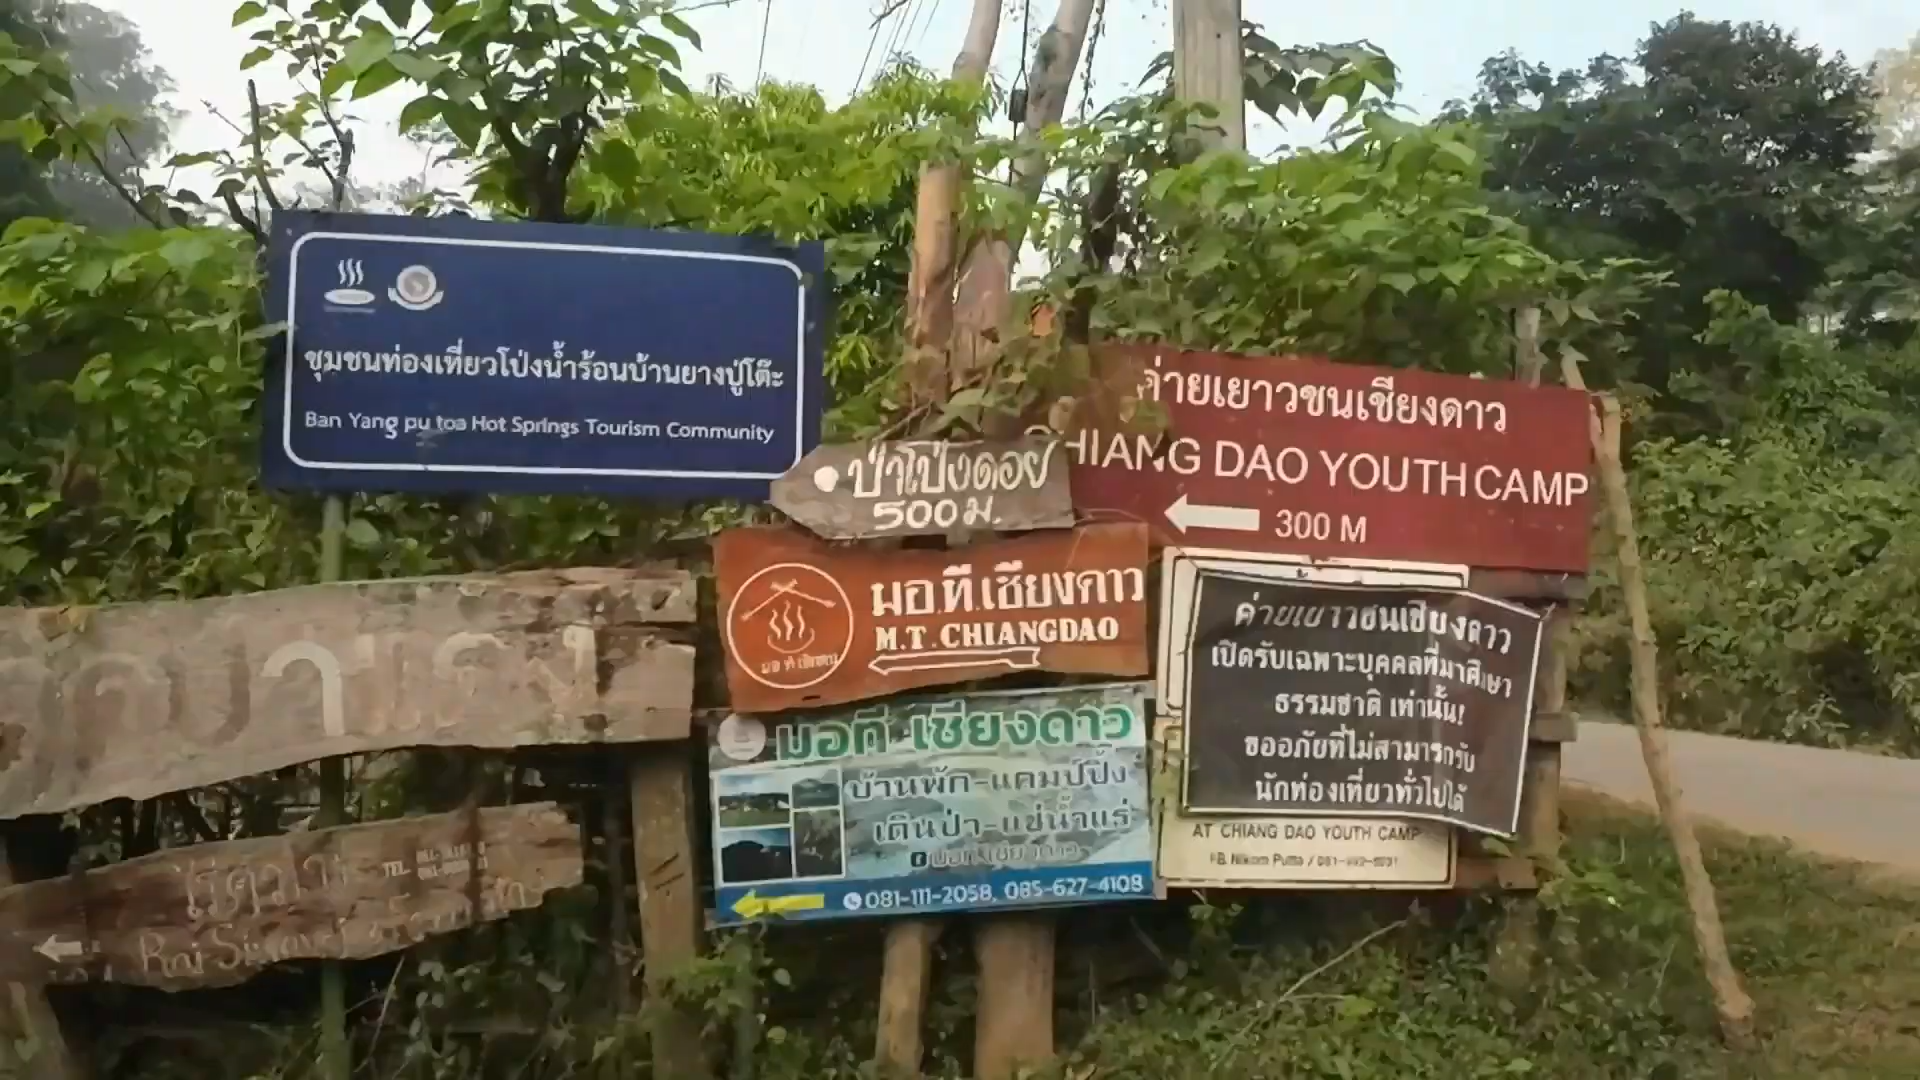 ชุมชนท่องเที่ยวโป่งน้ำร้อนบ้านยางปู่โต๊ะ
Ban Yang pu toa Hot Springs Tourism Community
ป่าโป่งดอย
500 ม.
ค่ายเยาวชนเชียงดาว
CHIANG DAO YOUTH CAMP
300 M
มอ.ที.เชียงดาว
M.T. CHIANGDAO
มอที เชียงดาว
บ้านพัก-แคมป์ปิ้ง
เดินป่า-แช่น้ำแร่
มอที เชียงดาว
081-111-2058, 085-627-4108
ค่ายเยาวชนเชียงดาว
เปิดรับเฉพาะบุคคลที่มาศึกษา
ธรรมชาติ เท่านั้น!
ขออภัยที่ไม่สามารถรับ
นักท่องเที่ยวทั่วไปได้
AT CHIANG DAO YOUTH CAMP
FB. Nikom Putta /
TEL.
Rai